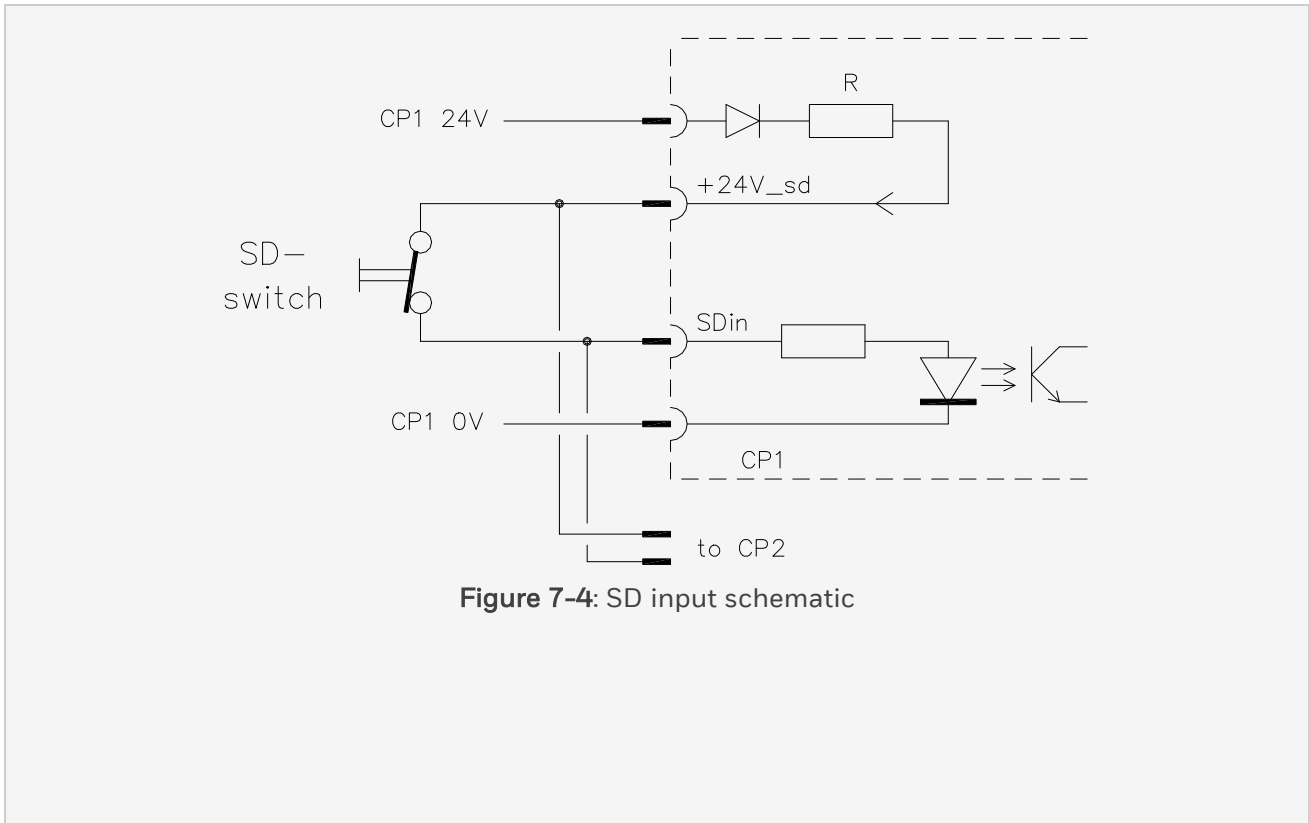 R
CP1 24V
+24V_sd
SD-
switch
SDin
CP1 0V
CP1
to CP2
Figure 7-4: SD input schematic